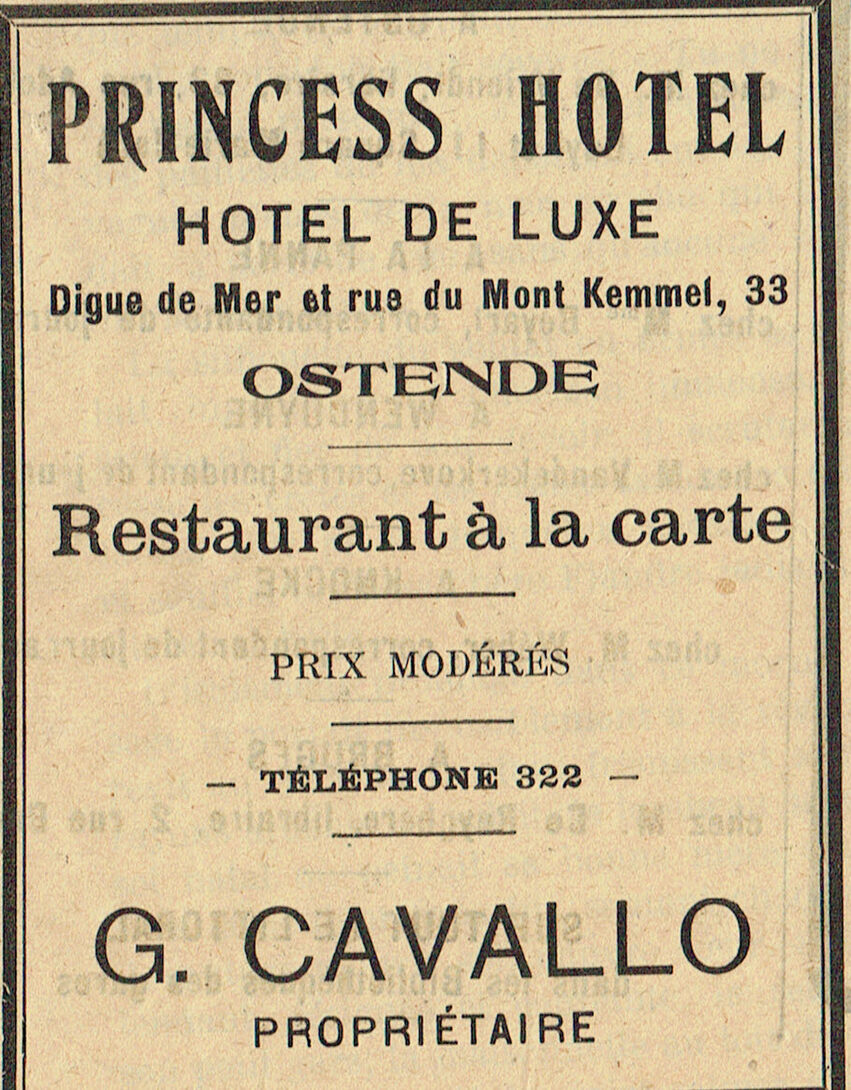 PRINCESS HOTEL
HOTEL DE LUXE
Digue de Mer et rue du Mont Kemmel, 33
OSTENDE
Restaurant à la carte
PRIX MODÉRÉS
— TÉLÉPHONE 322 —
G. CAVALLO
PROPRIÉTAIRE